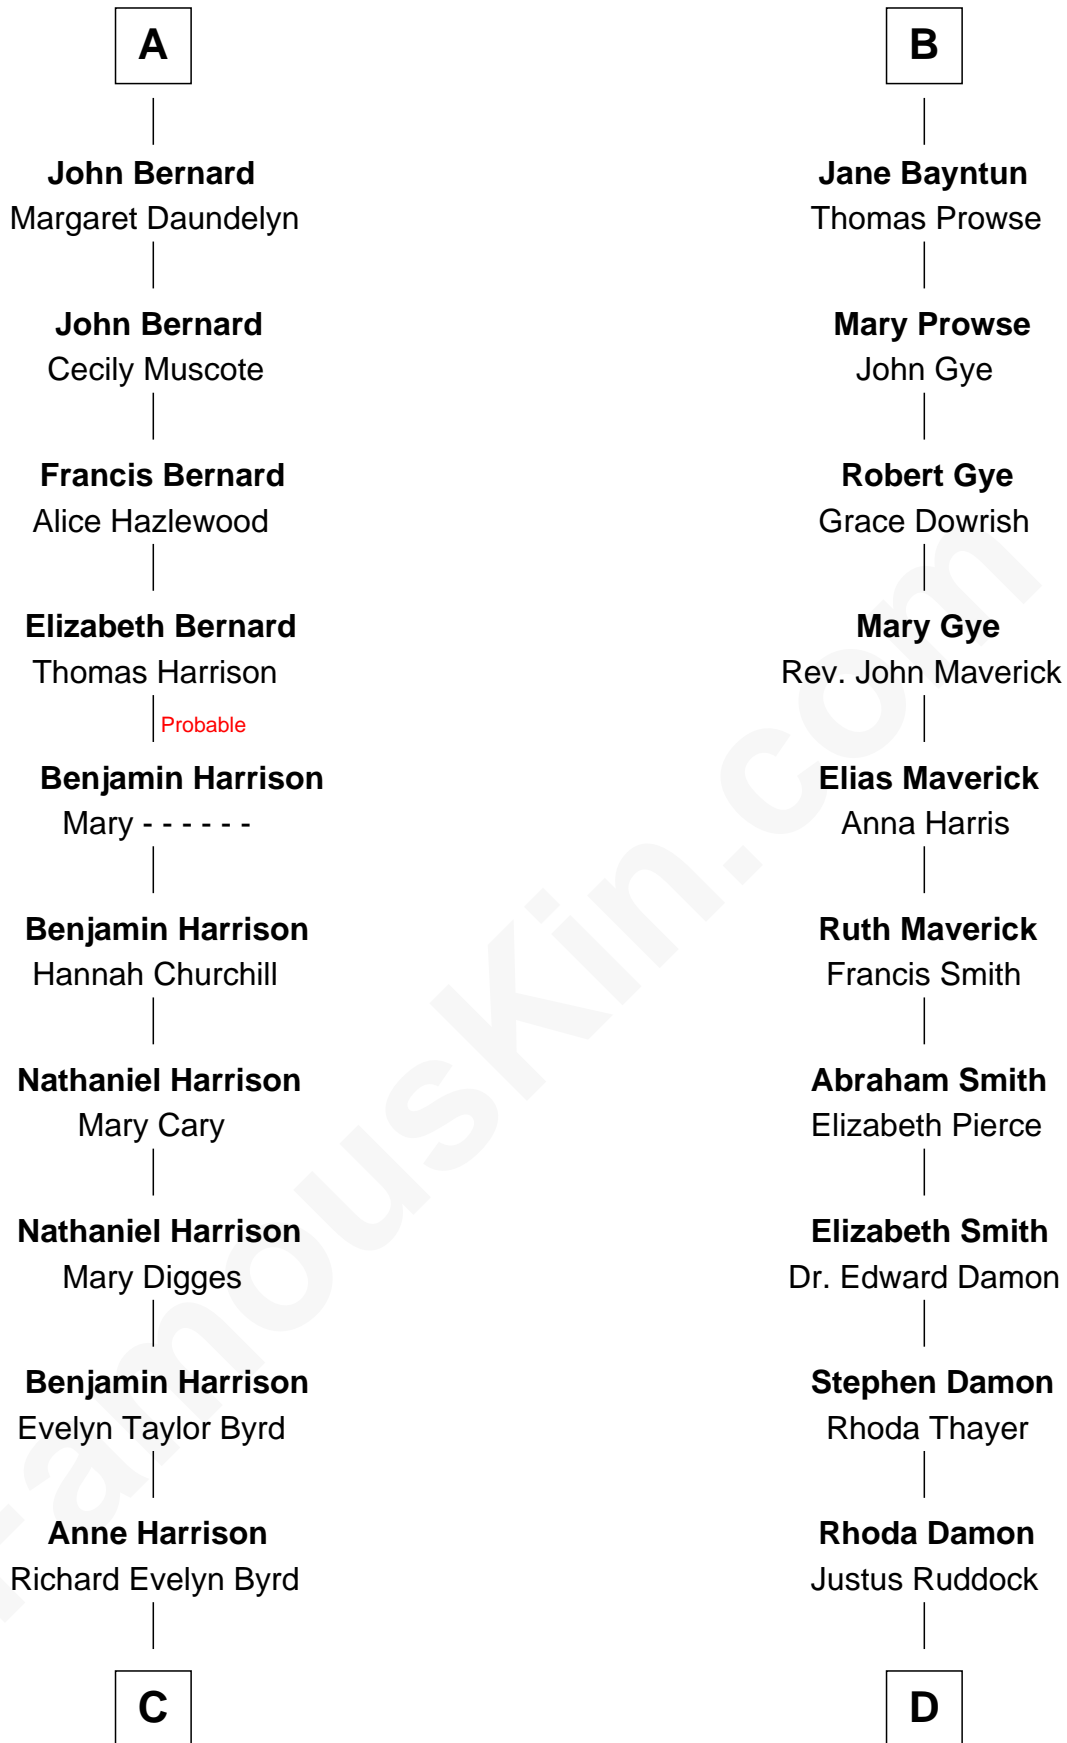 A
John Bernard
Margaret Daundelyn
John Bernard
Cecily Muscote
Francis Bernard
Alice Hazlewood
Elizabeth Bernard
Thomas Harrison
Probable
Benjamin Harrison
Mary - - - - - -
Benjamin Harrison
Hannah Churchill
Nathaniel Harrison
Mary Cary
Nathaniel Harrison
Mary Digges
Benjamin Harrison
Evelyn Taylor Byrd
Anne Harrison
Richard Evelyn Byrd
C
B
Jane Bayntun
Thomas Prowse
Mary Prowse
John Gye
Robert Gye
Grace Dowrish
Mary Gye
Rev. John Maverick
Elias Maverick
Anna Harris
Ruth Maverick
Francis Smith
Abraham Smith
Elizabeth Pierce
Elizabeth Smith
Dr. Edward Damon
Stephen Damon
Rhoda Thayer
Rhoda Damon
Justus Ruddock
D
FamousKin.com